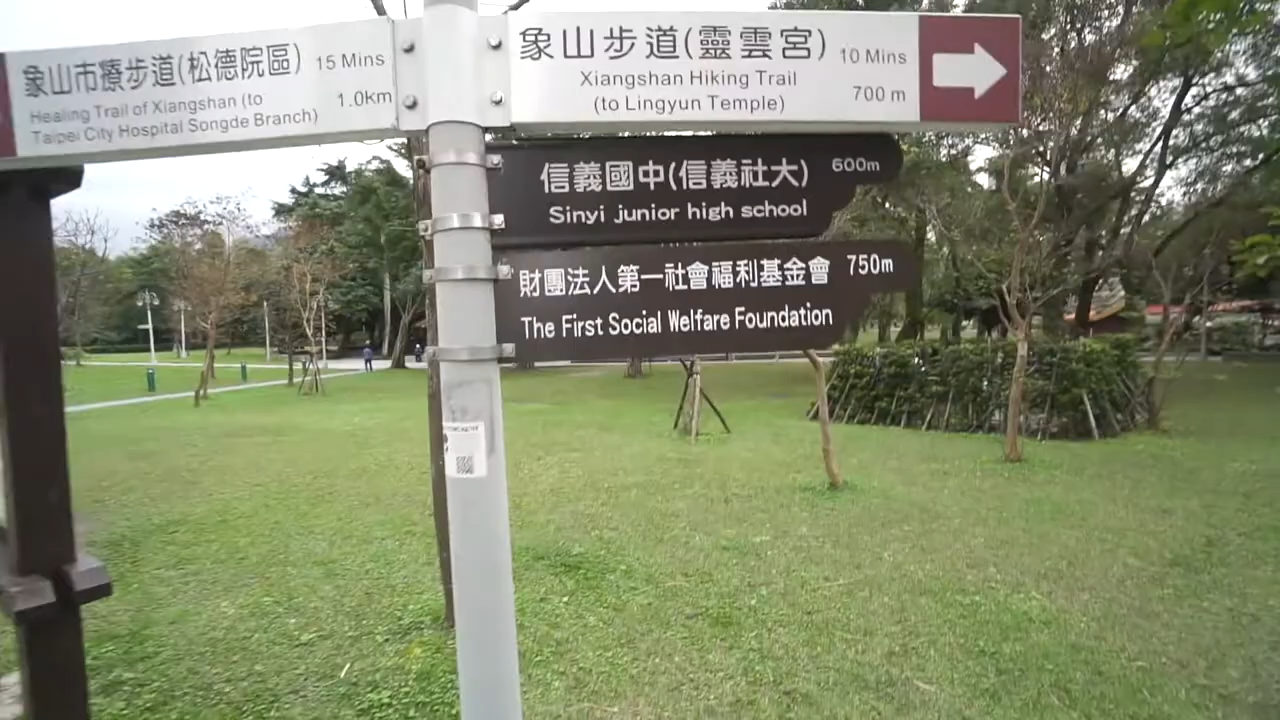 象山市療步道(松德院區)
15 Mins
Healing Trail of Xiangshan (to
Taipei City Hospital Songde Branch)
1.0km
象山步道(靈雲宮)
10 Mins
Xiangshan Hiking Trail
(to Lingyun Temple)
700 m
信義國中(信義社大)
600m
Sinyi junior high school
財團法人第一社會福利基金會
750m
The First Social Welfare Foundation